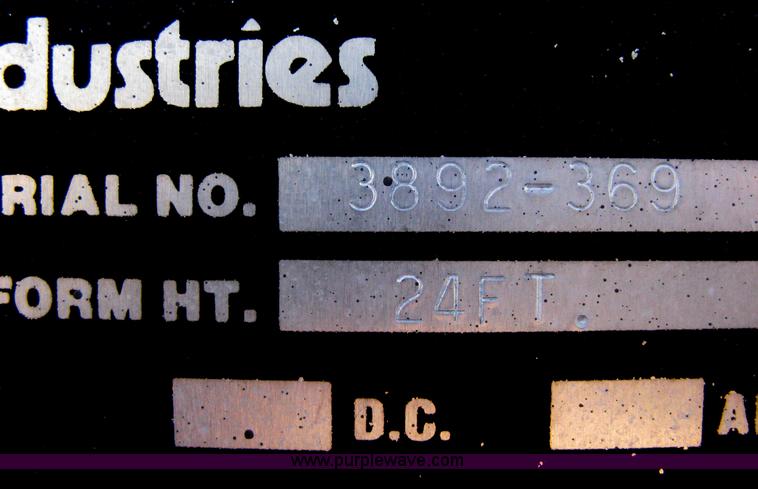 dustries
RIAL NO. 3892-369
FORM HT. 24FT.
D.C.
www.purplewave.com